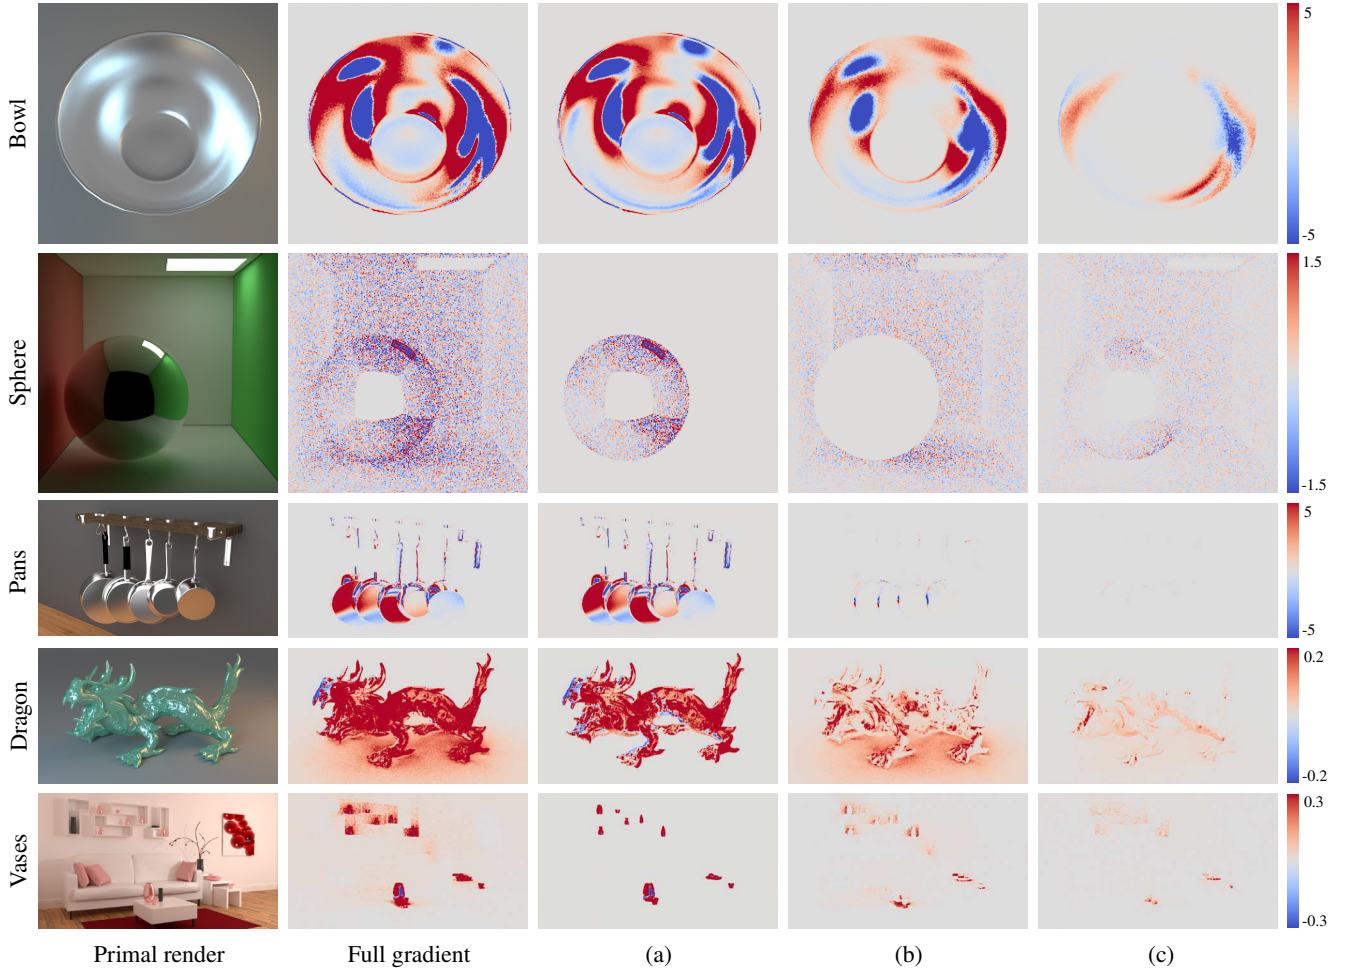 Bowl
5
-5
Sphere
1.5
-1.5
Pans
5
-5
Dragon
0.2
-0.2
Vases
0.3
-0.3
Primal render Full gradient (a) (b) (c)